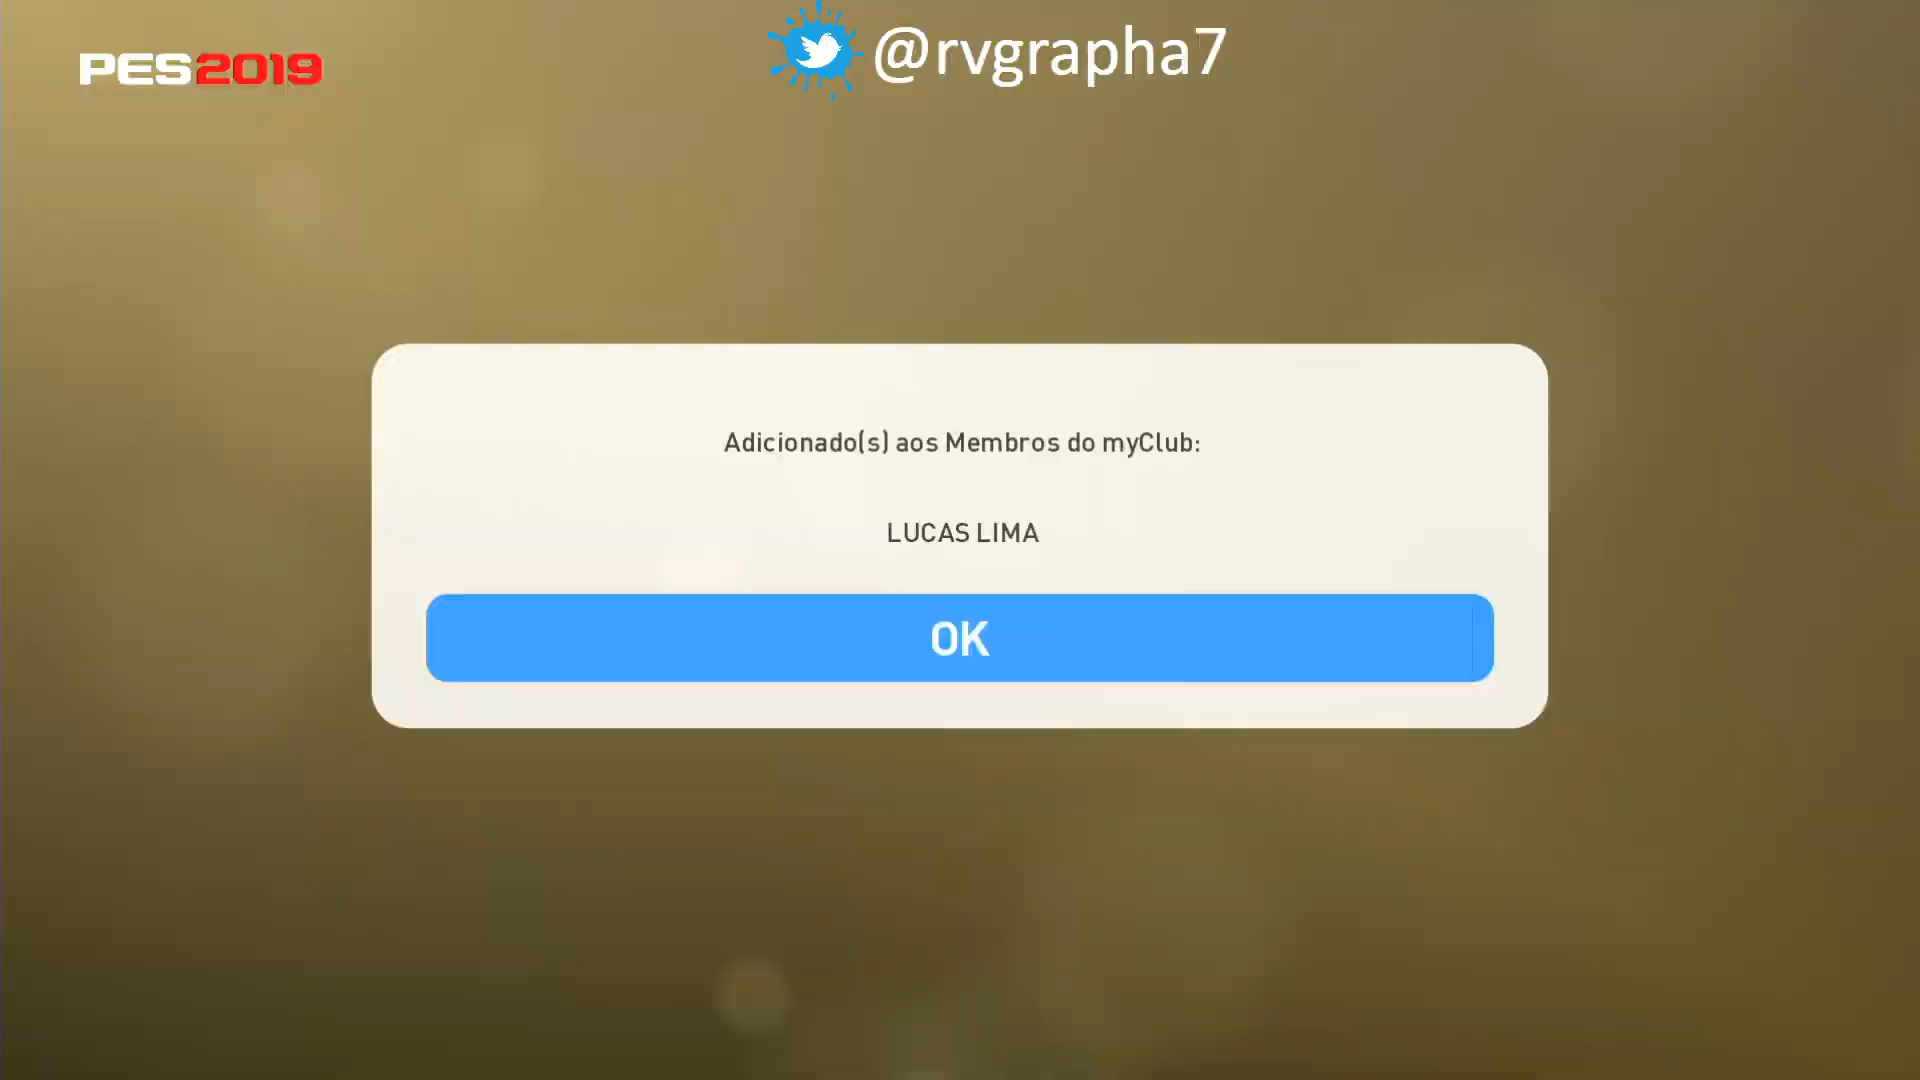 @rvgrapha7
PES2019
Adicionado(s) aos Membros do myClub:
LUCAS LIMA
OK